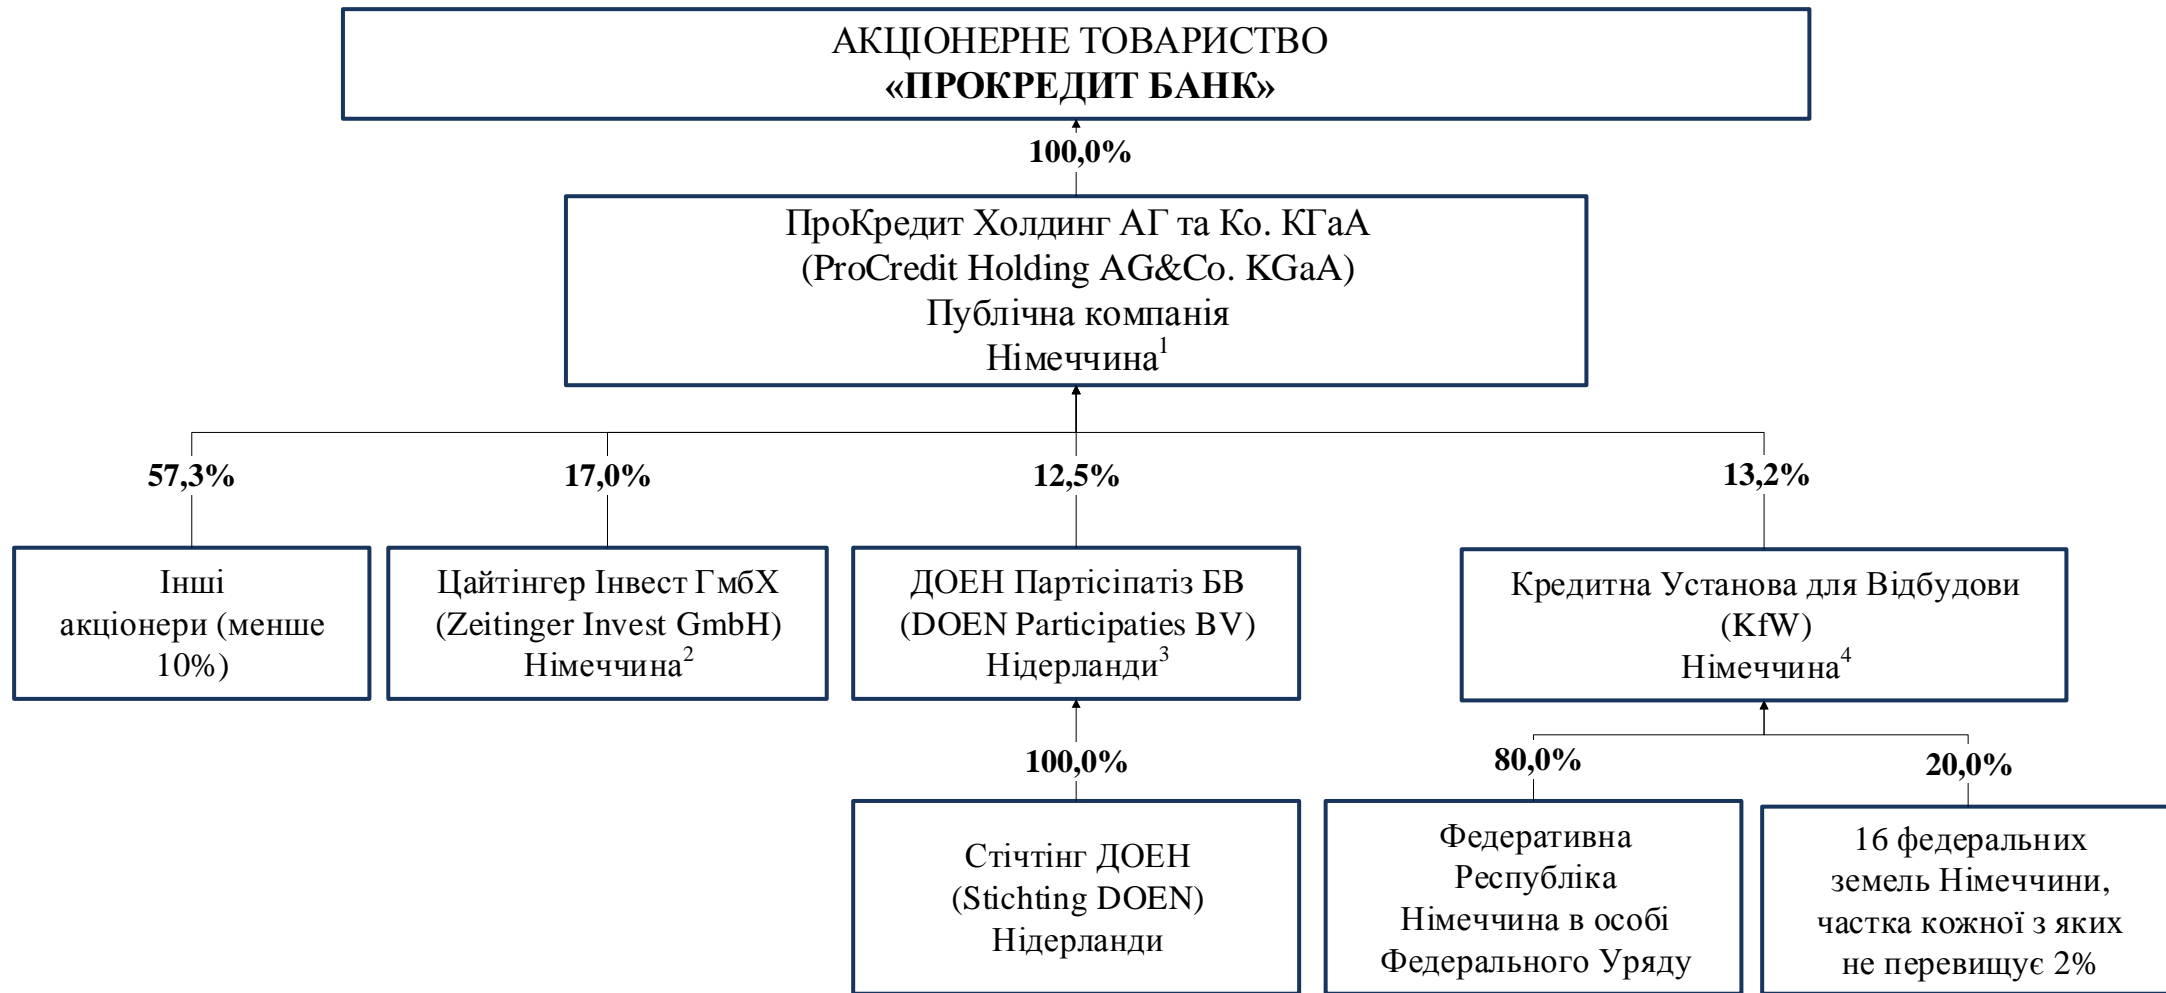 АКЦІОНЕРНЕ ТОВАРИСТВО
«ПРОКРЕДИТ БАНК»
100,0%
ПроКредит Холдинг АГ та Ко. КГаА
(ProCredit Holding AG&Co. KGaA)
Публічна компанія
Німеччина¹
57,3%
17,0%
12,5%
13,2%
Інші
акціонери (менше
10%)
Цайтінгер Інвест ГмбХ
(Zeitinger Invest GmbH)
Німеччина²
ДОЕН Партісіпатіз БВ
(DOEN Participaties BV)
Нідерланди³
Кредитна Установа для Відбудови
(KfW)
Німеччина⁴
100,0%
80,0%
20,0%
Стічтінг ДОЕН
(Stichting DOEN)
Нідерланди
Федеративна
Республіка
Німеччина в особі
Федерального Уряду
16 федеральних
земель Німеччини,
частка кожної з яких
не перевищує 2%